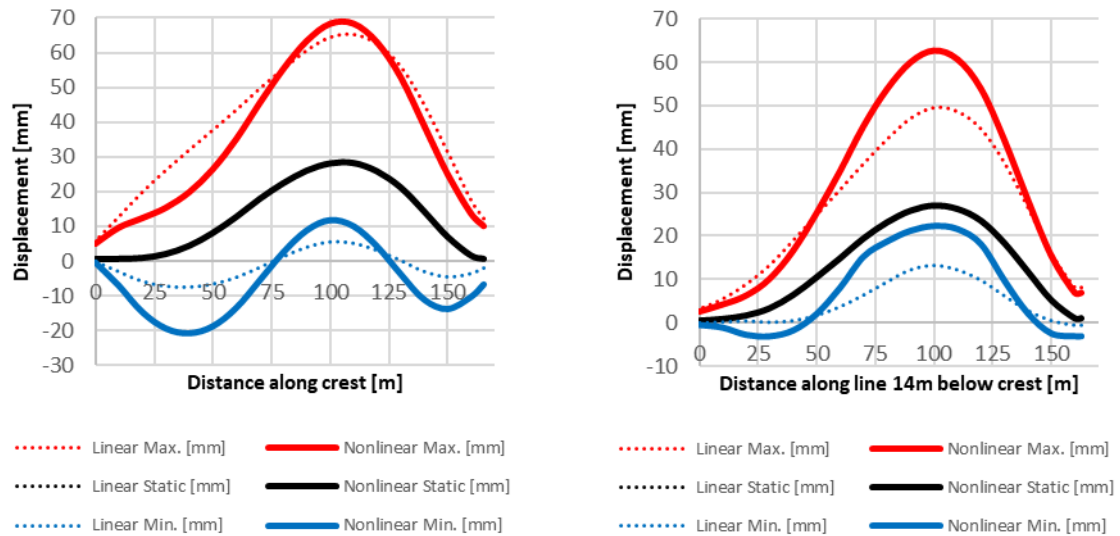 Displacement [mm]
70
60
50
40
30
20
10
0
-10
-20
-30
0 25 50 75 100 125 150
Distance along crest [m]
Linear Max. [mm] Nonlinear Max. [mm]
Linear Static [mm] Nonlinear Static [mm]
Linear Min. [mm] Nonlinear Min. [mm]
Displacement [mm]
70
60
50
40
30
20
10
0
-10
0 25 50 75 100 125 150
Distance along line 14m below crest [m]
Linear Max. [mm] Nonlinear Max. [mm]
Linear Static [mm] Nonlinear Static [mm]
Linear Min. [mm] Nonlinear Min. [mm]